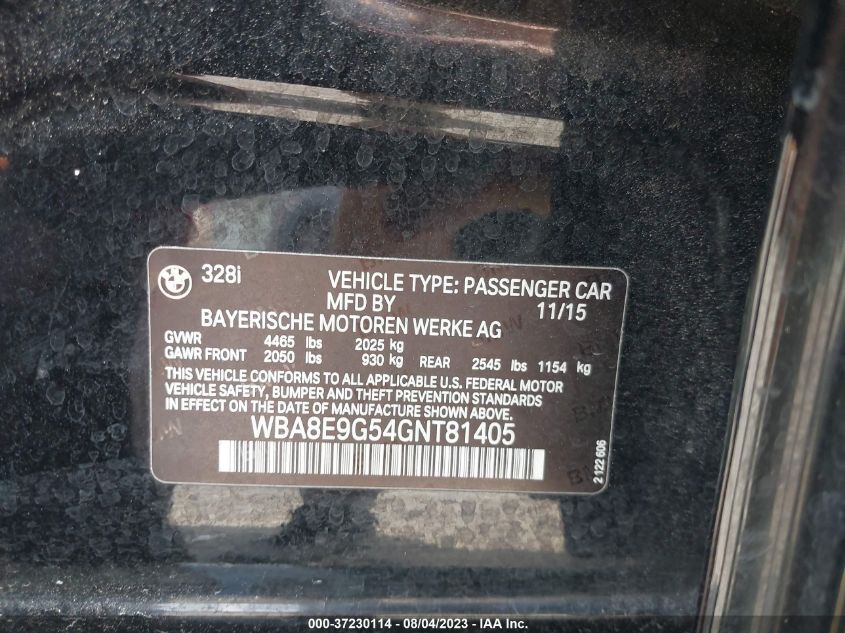 328i VEHICLE TYPE: PASSENGER CAR
MFD BY 11/15
BAYERISCHE MOTOREN WERKE AG
GVWR 4465 lbs 2025 kg
GAWR FRONT 2050 lbs 930 kg REAR 2545 lbs 1154 kg
THIS VEHICLE CONFORMS TO ALL APPLICABLE U.S. FEDERAL MOTOR
VEHICLE SAFETY, BUMPER AND THEFT PREVENTION STANDARDS
IN EFFECT ON THE DATE OF MANUFACTURE SHOWN ABOVE.
WBA8E9G54GNT81405
2 122 606
000-37230114 - 08/04/2023 - © IAA Inc.